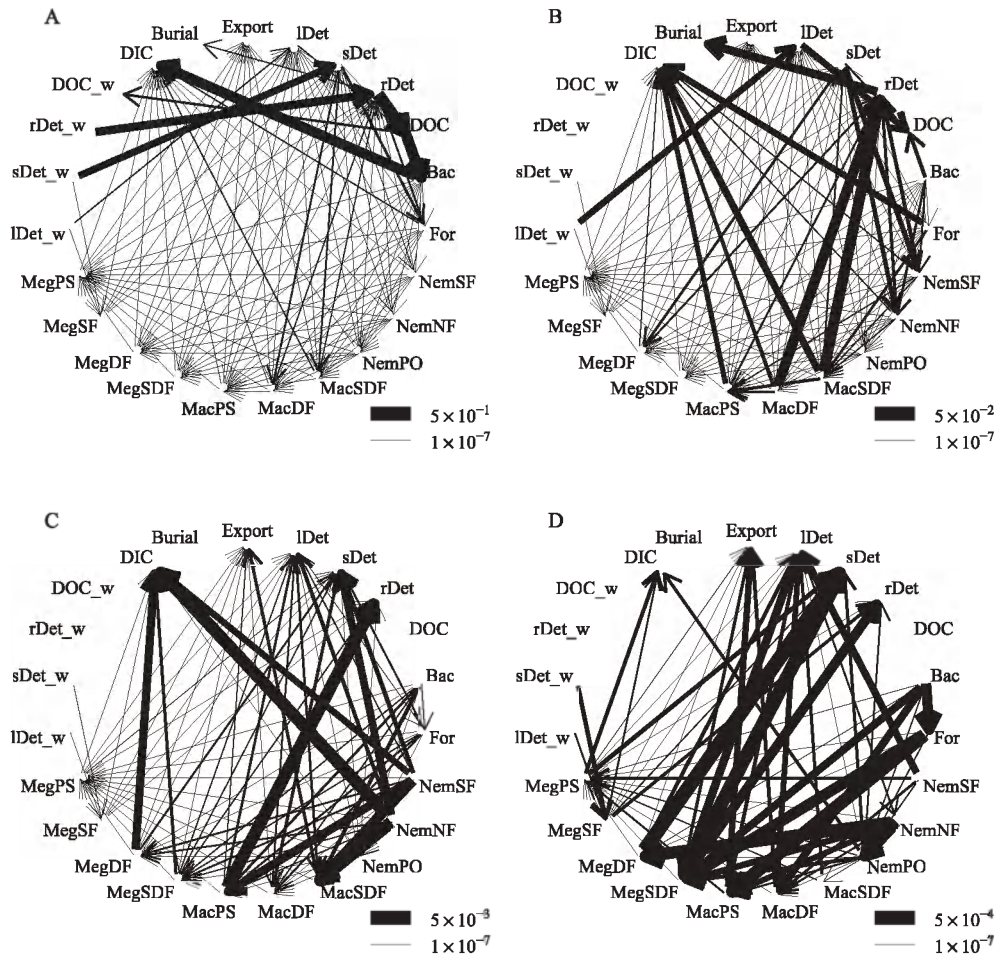 A
Burial Export lDet
DIC sDet
DOC_w rDet
rDet_w DOC
sDet_w Bac
lDet_w For
MegPS NemSF
MegSF NemNF
MegDF NemPO
MegSDF MacSDF
MacPS MacDF
5 × 10⁻¹
1 × 10⁻⁷
B
Burial Export lDet
DIC sDet
DOC_w rDet
rDet_w DOC
sDet_w Bac
lDet_w For
MegPS NemSF
MegSF NemNF
MegDF NemPO
MegSDF MacSDF
MacPS MacDF
5 × 10⁻²
1 × 10⁻⁷
C
Burial Export lDet
DIC sDet
DOC_w rDet
rDet_w DOC
sDet_w Bac
lDet_w For
MegPS NemSF
MegSF NemNF
MegDF NemPO
MegSDF MacSDF
MacPS MacDF
5 × 10⁻³
1 × 10⁻⁷
D
Burial Export lDet
DIC sDet
DOC_w rDet
rDet_w DOC
sDet_w Bac
lDet_w For
MegPS NemSF
MegSF NemNF
MegDF NemPO
MegSDF MacSDF
MacPS MacDF
5 × 10⁻⁴
1 × 10⁻⁷